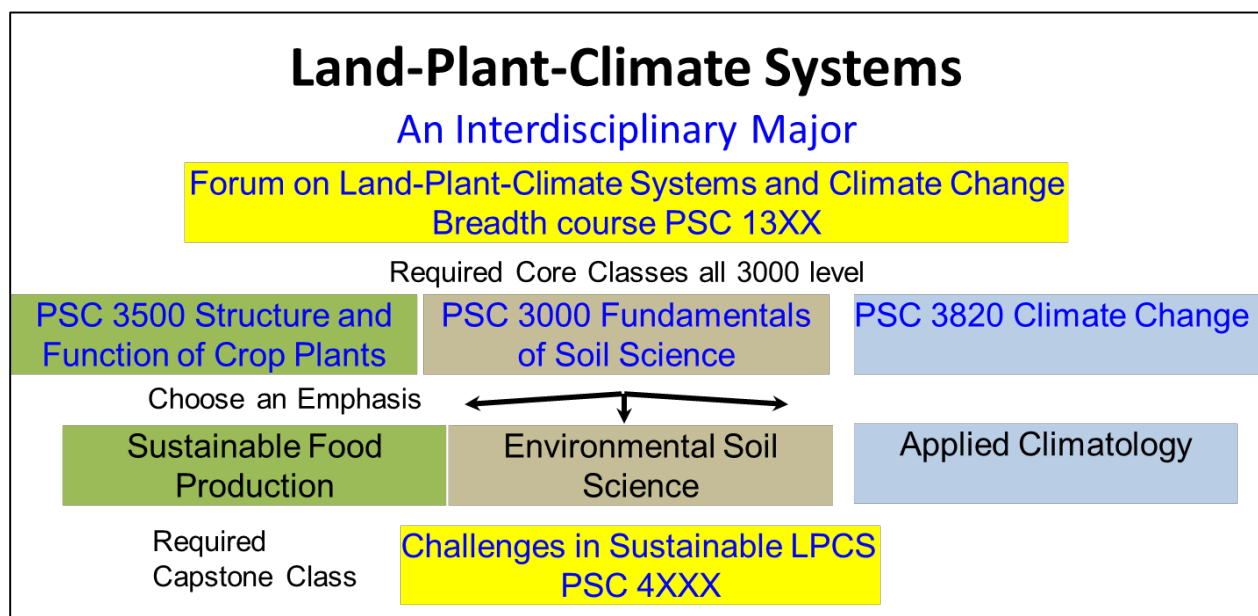 Land-Plant-Climate Systems
An Interdisciplinary Major
Forum on Land-Plant-Climate Systems and Climate Change
Breadth course PSC 13XX
Required Core Classes all 3000 level
PSC 3500 Structure and
Function of Crop Plants
PSC 3000 Fundamentals
of Soil Science
PSC 3820 Climate Change
Choose an Emphasis
Sustainable Food
Production
Environmental Soil
Science
Applied Climatology
Required
Capstone Class
Challenges in Sustainable LPCS
PSC 4XXX